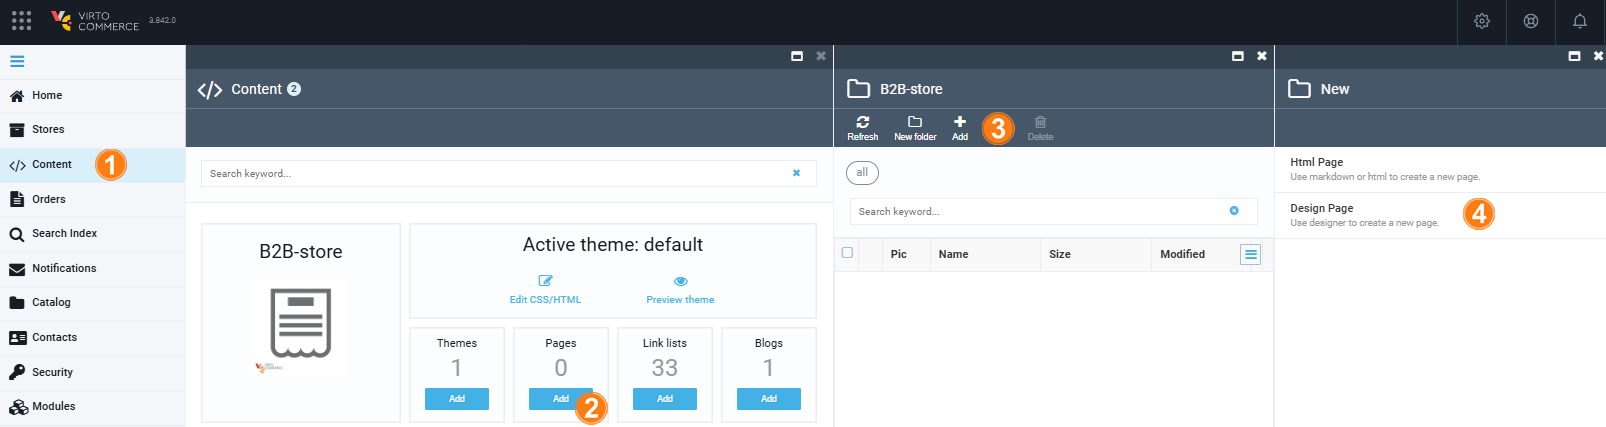 VIRTO
COMMERCE
3.842.0
Home
Stores
Content
1
Orders
Search Index
Notifications
Catalog
Contacts
Security
Modules
Content 2
Search keyword...
B2B-store
VIRTO
COMMERCE
Active theme: default
Edit CSS/HTML
Preview theme
Themes
1
Add
Pages
0
Add
2
Link lists
33
Add
Blogs
1
Add
B2B-store
Refresh
New folder
Add
3
Delete
all
Search keyword...
Pic Name Size Modified
New
Html Page
Use markdown or html to create a new page.
Design Page
Use designer to create a new page.
4